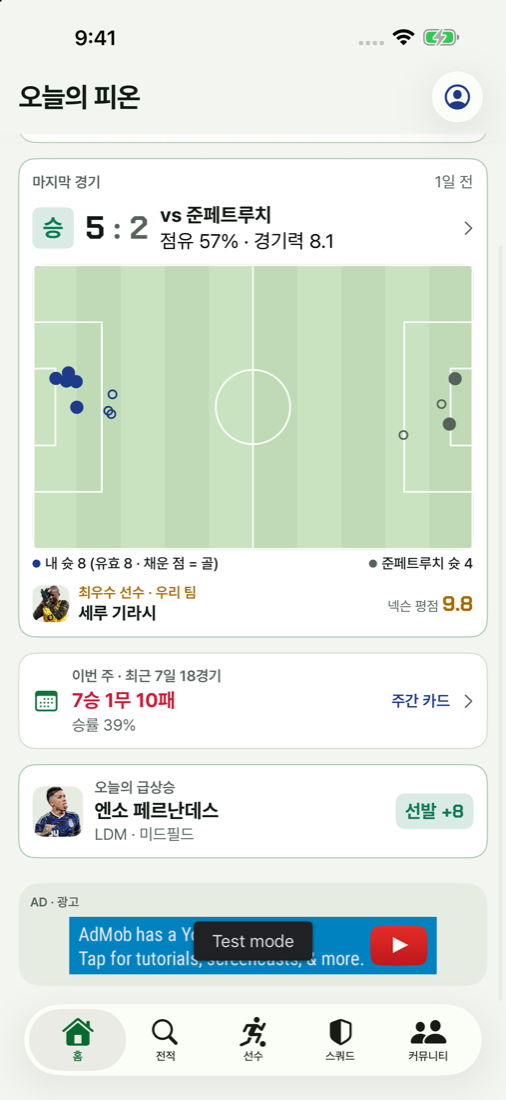 9:41
오늘의 피온
마지막 경기
1일 전
승 5 : 2 vs 준페트루치
점유 57% · 경기력 8.1
내 슛 8 (유효 8 · 채운 점 = 골)
준페트루치 슛 4
최우수 선수 · 우리 팀
세루 기라시
넥슨 평점 9.8
이번 주 · 최근 7일 18경기
7승 1무 10패
승률 39%
주간 카드
오늘의 급상승
엔소 페르난데스
LDM · 미드필드
선발 +8
AD · 광고
AdMob has a
Test mode
Tap for tutorials, screencasts, & more.
홈
전적
선수
스쿼드
커뮤니티